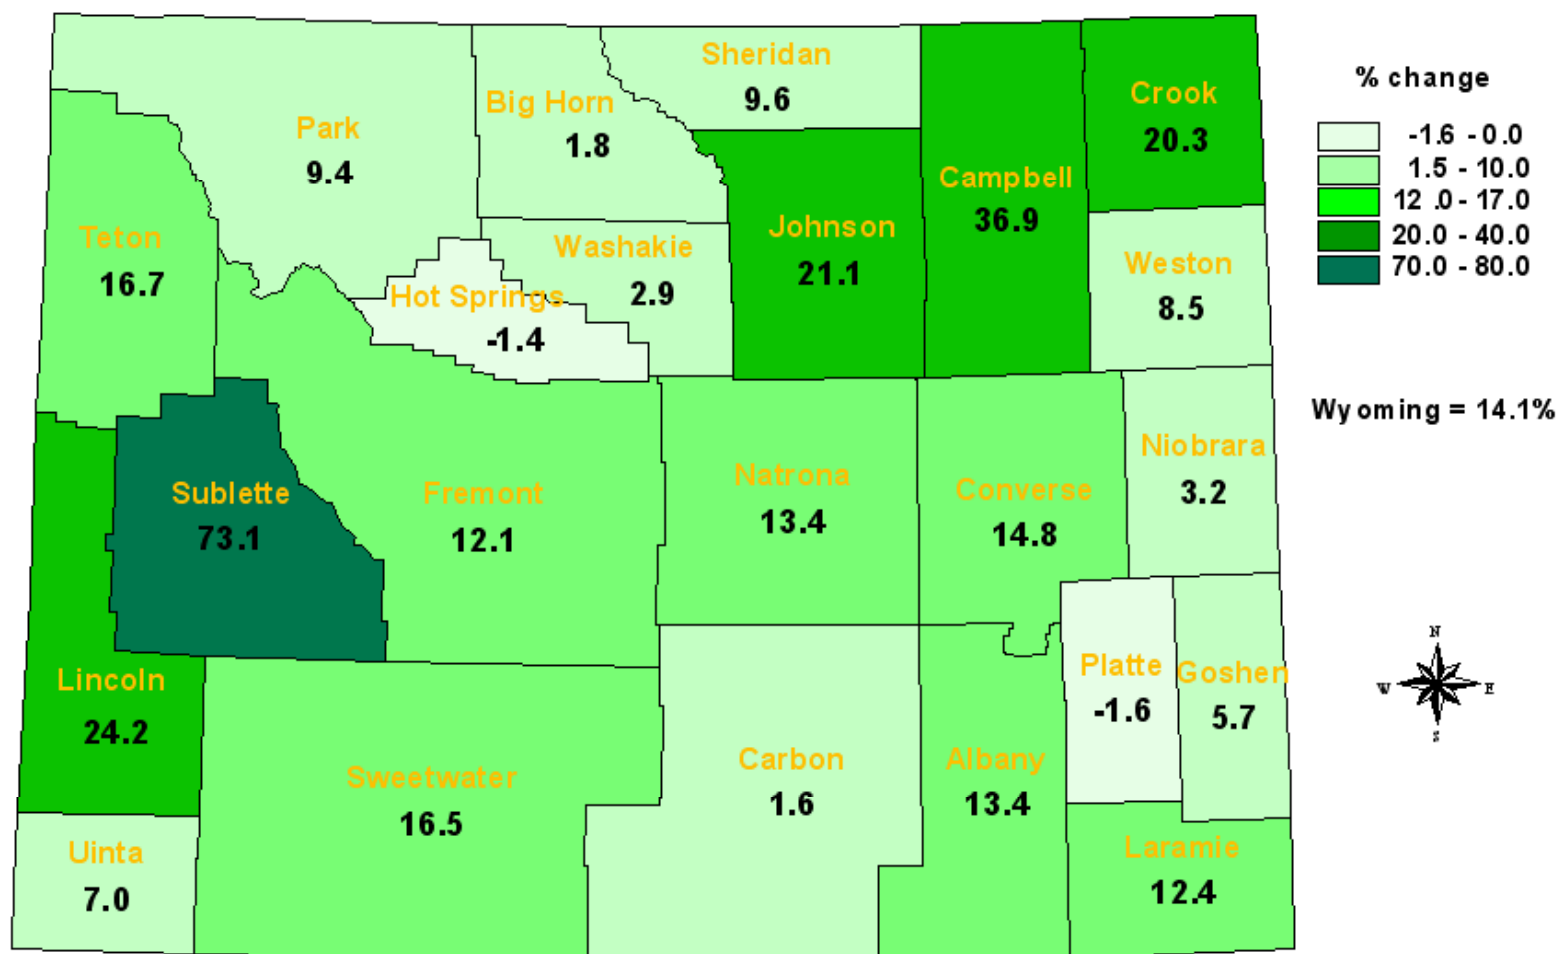 Sheridan
9.6
Big Horn
1.8
Park
9.4
Crook
20.3
Campbell
36.9
Johnson
21.1
Teton
16.7
Washakie
2.9
Hot Springs
-1.4
Weston
8.5
Sublette
73.1
Fremont
12.1
Natrona
13.4
Converse
14.8
Niobrara
3.2
Lincoln
24.2
Platte
-1.6
Goshen
5.7
Sweetwater
16.5
Carbon
1.6
Albany
13.4
Uinta
7.0
Laramie
12.4
% change
-1.6 - 0.0
1.5 - 10.0
12 .0 - 17.0
20.0 - 40.0
70.0 - 80.0
Wyoming = 14.1%
N
W E
S